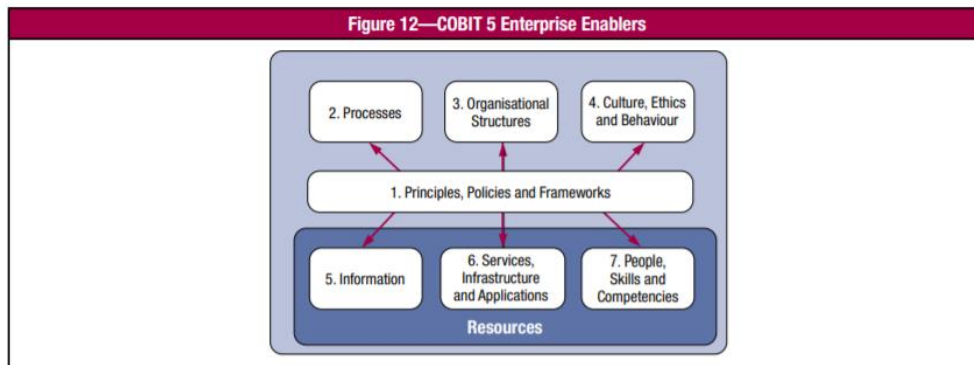 Figure 12—COBIT 5 Enterprise Enablers
2. Processes
3. Organisational
Structures
4. Culture, Ethics
and Behaviour
1. Principles, Policies and Frameworks
5. Information
6. Services,
Infrastructure
and Applications
7. People,
Skills and
Competencies
Resources